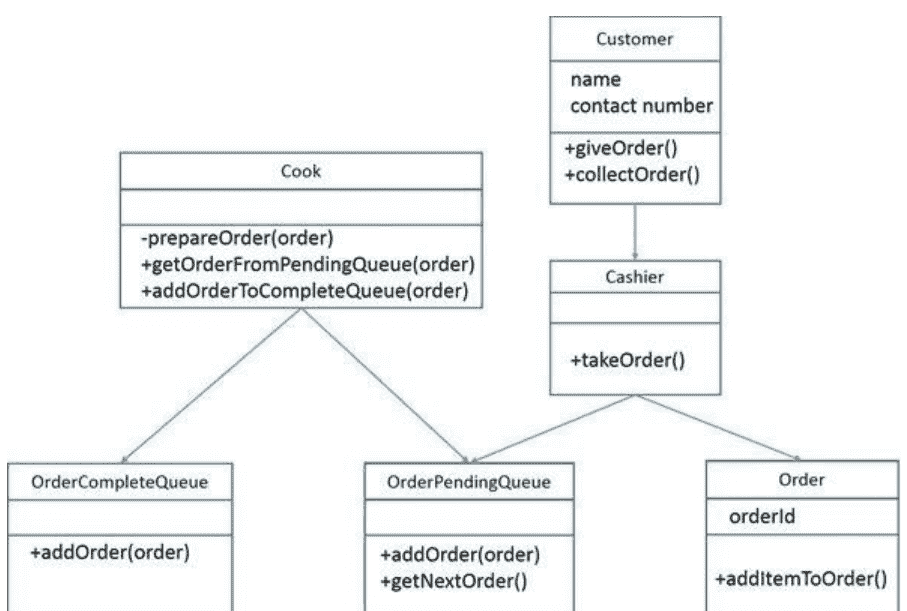 Customer
name
contact number
+giveOrder()
+collectOrder()
Cook
-prepareOrder(order)
+getOrderFromPendingQueue(order)
+addOrderToCompleteQueue(order)
Cashier
+takeOrder()
OrderCompleteQueue
+addOrder(order)
OrderPendingQueue
+addOrder(order)
+getNextOrder()
Order
orderId
+addItemToOrder()